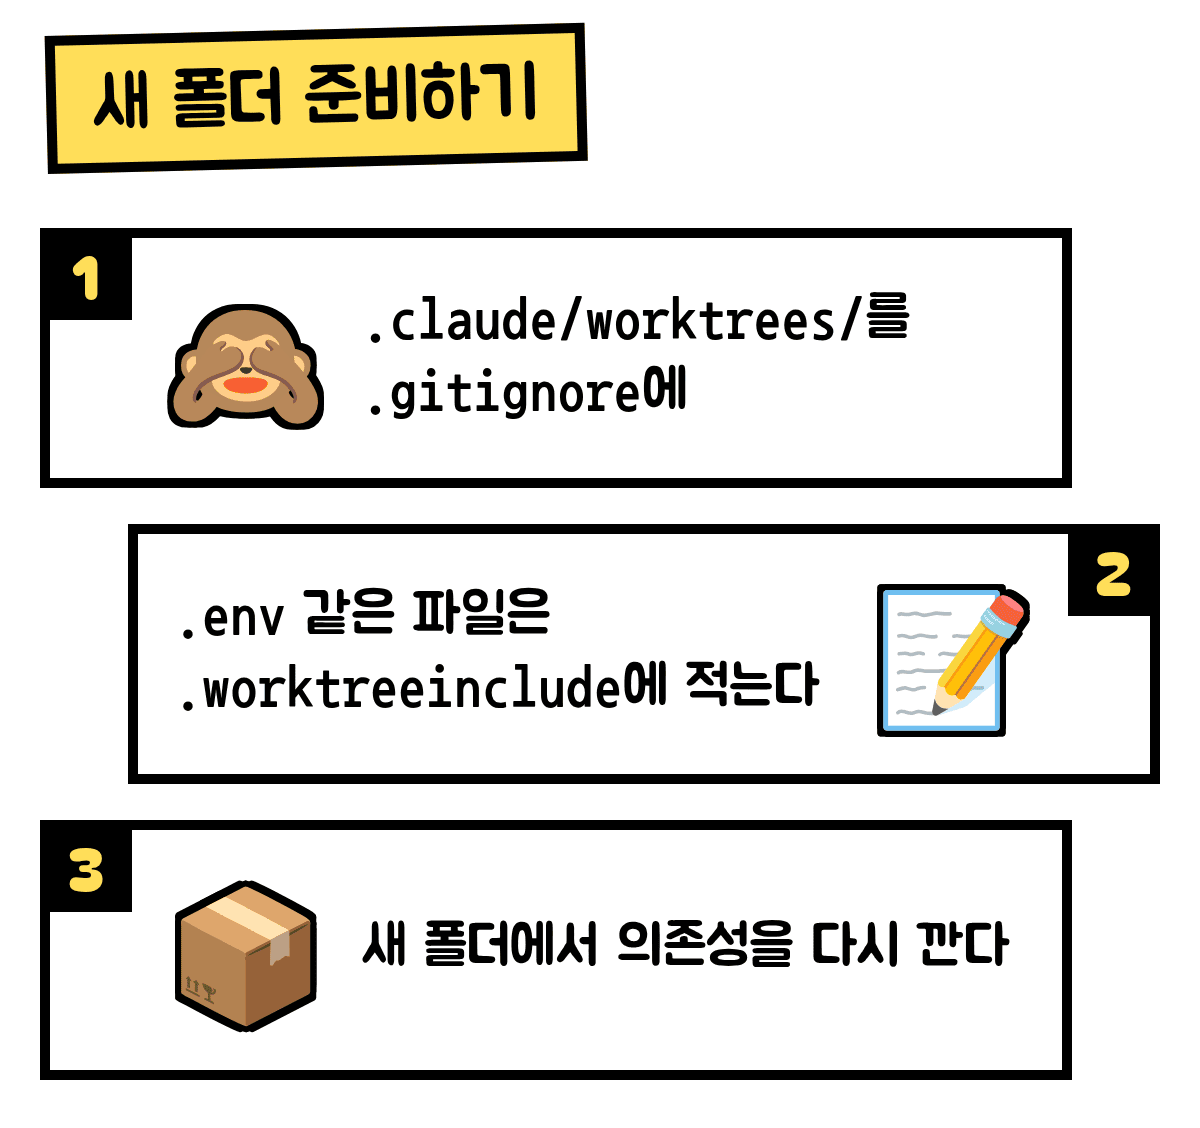 새 폴더 준비하기
1
.claude/worktrees/를
.gitignore에
2
.env 같은 파일은
.worktreeinclude에 적는다
3
새 폴더에서 의존성을 다시 깐다